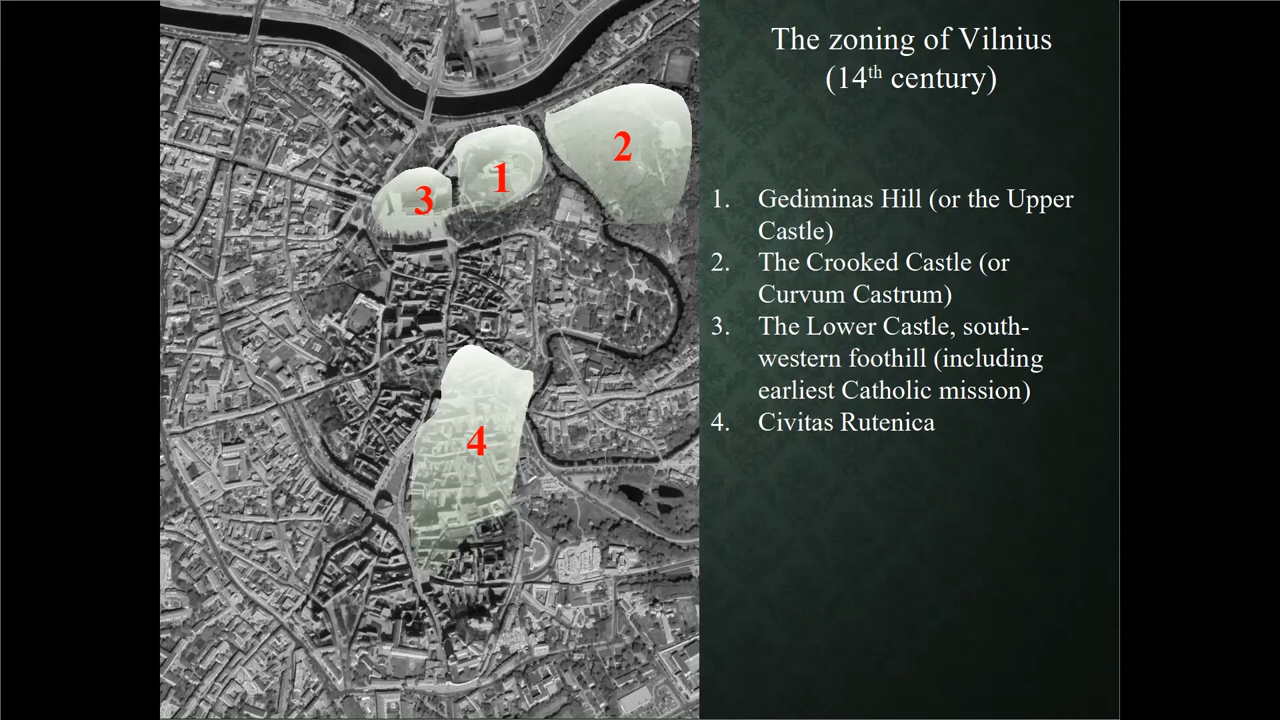 The zoning of Vilnius
(14th century)
1. Gediminas Hill (or the Upper
Castle)
2. The Crooked Castle (or
Curvum Castrum)
3. The Lower Castle, south-
western foothill (including
earliest Catholic mission)
4. Civitas Rutenica
1
2
3
4